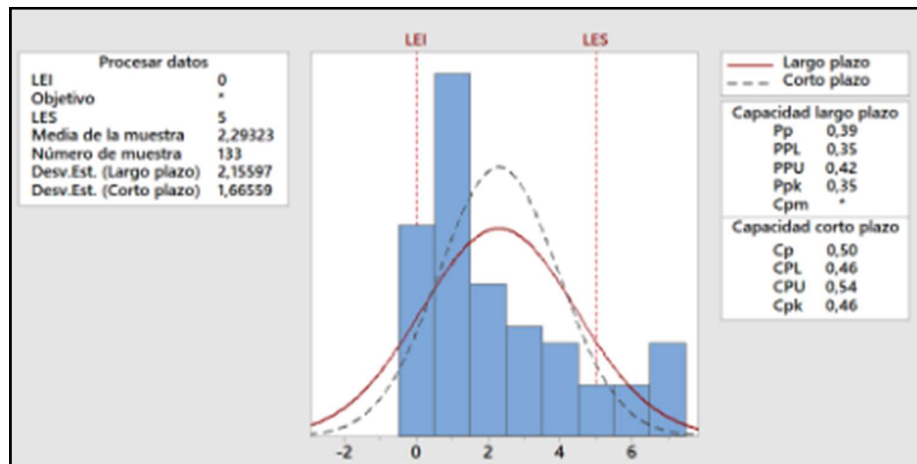 LEI LES
Procesar datos
LEI 0
Objetivo *
LES 5
Media de la muestra 2,29323
Número de muestra 133
Desv.Est. (Largo plazo) 2,15597
Desv.Est. (Corto plazo) 1,66559
Largo plazo
Corto plazo
Capacidad largo plazo
Pp 0,39
PPL 0,35
PPU 0,42
Ppk 0,35
Cpm *
Capacidad corto plazo
Cp 0,50
CPL 0,46
CPU 0,54
Cpk 0,46
-2 0 2 4 6